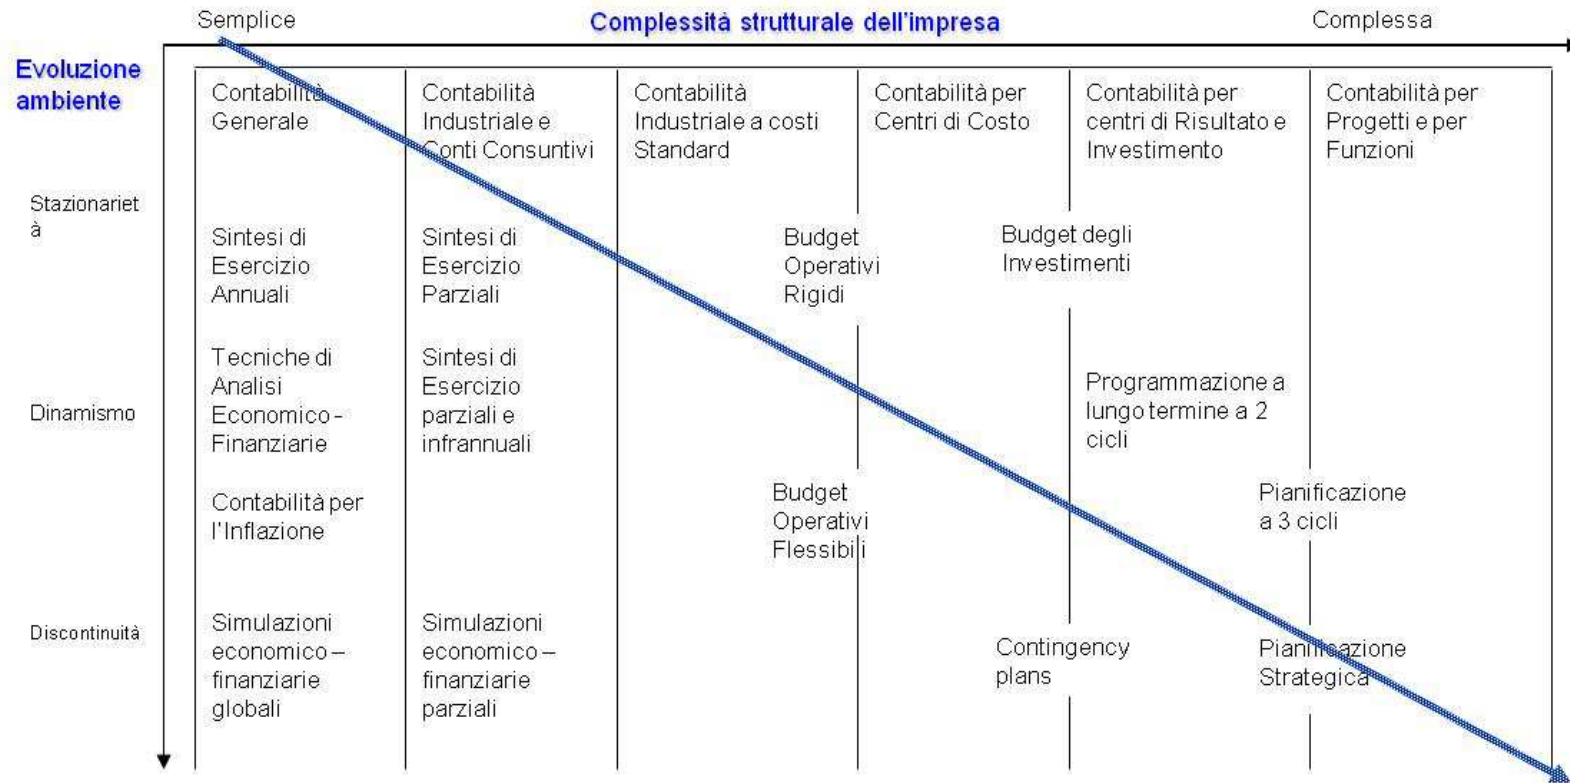 Semplice
Complessità strutturale dell'impresa
Complessa
Evoluzione
ambiente
Contabilità
Generale
Contabilità
Industriale e
Conti Consuntivi
Contabilità
Industriale a costi
Standard
Contabilità per
Centri di Costo
Contabilità per
centri di Risultato e
Investimento
Contabilità per
Progetti e per
Funzioni
Stazionariet
à
Sintesi di
Esercizio
Annuali
Sintesi di
Esercizio
Parziali
Budget
Operativi
Rigidi
Budget degli
Investimenti
Dinamismo
Tecniche di
Analisi
Economico -
Finanziarie
Sintesi di
Esercizio
parziali e
infrannuali
Programmazione a
lungo termine a 2
cicli
Contabilità per
l'Inflazione
Budget
Operativi
Flessibili
Pianificazione
a 3 cicli
Discontinuità
Simulazioni
economico –
finanziarie
globali
Simulazioni
economico –
finanziarie
parziali
Contingency
plans
Pianificazione
Strategica